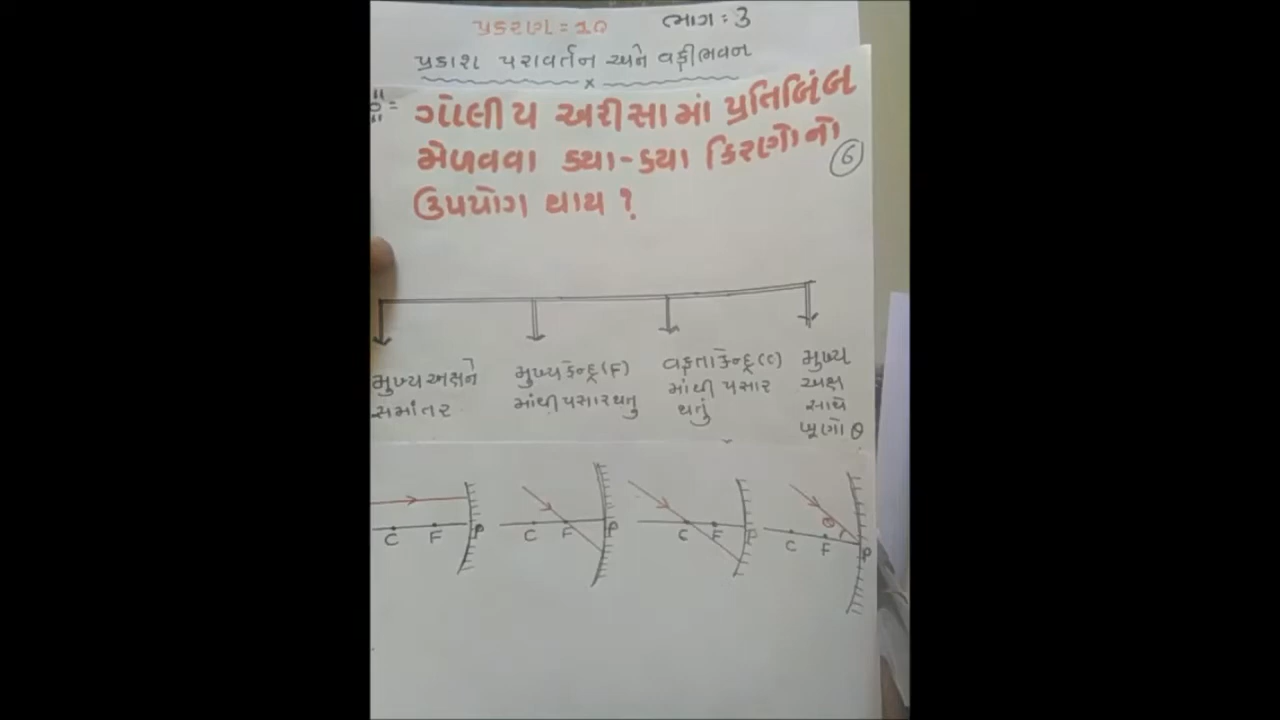 પ્રકરણ = 10 ભાગ : 3
પ્રકાશ પરાવર્તન અને વક્રીભવન
x
ગોલીય અરીસામાં પ્રતિબિંબ
મેળવવા ક્યા-ક્યા કિરણોનો
ઉપયોગ થાય ?
6
મુખ્ય અક્ષને
સમાંતર
મુખ્ય કેન્દ્ર (F)
માંથી પસાર થતુ
વક્રતા કેન્દ્ર (C)
માંથી પસાર
થતું
મુખ્ય
અક્ષ
સાથે
ખૂણો θ
C F P
C F P
C F P
θ C F P